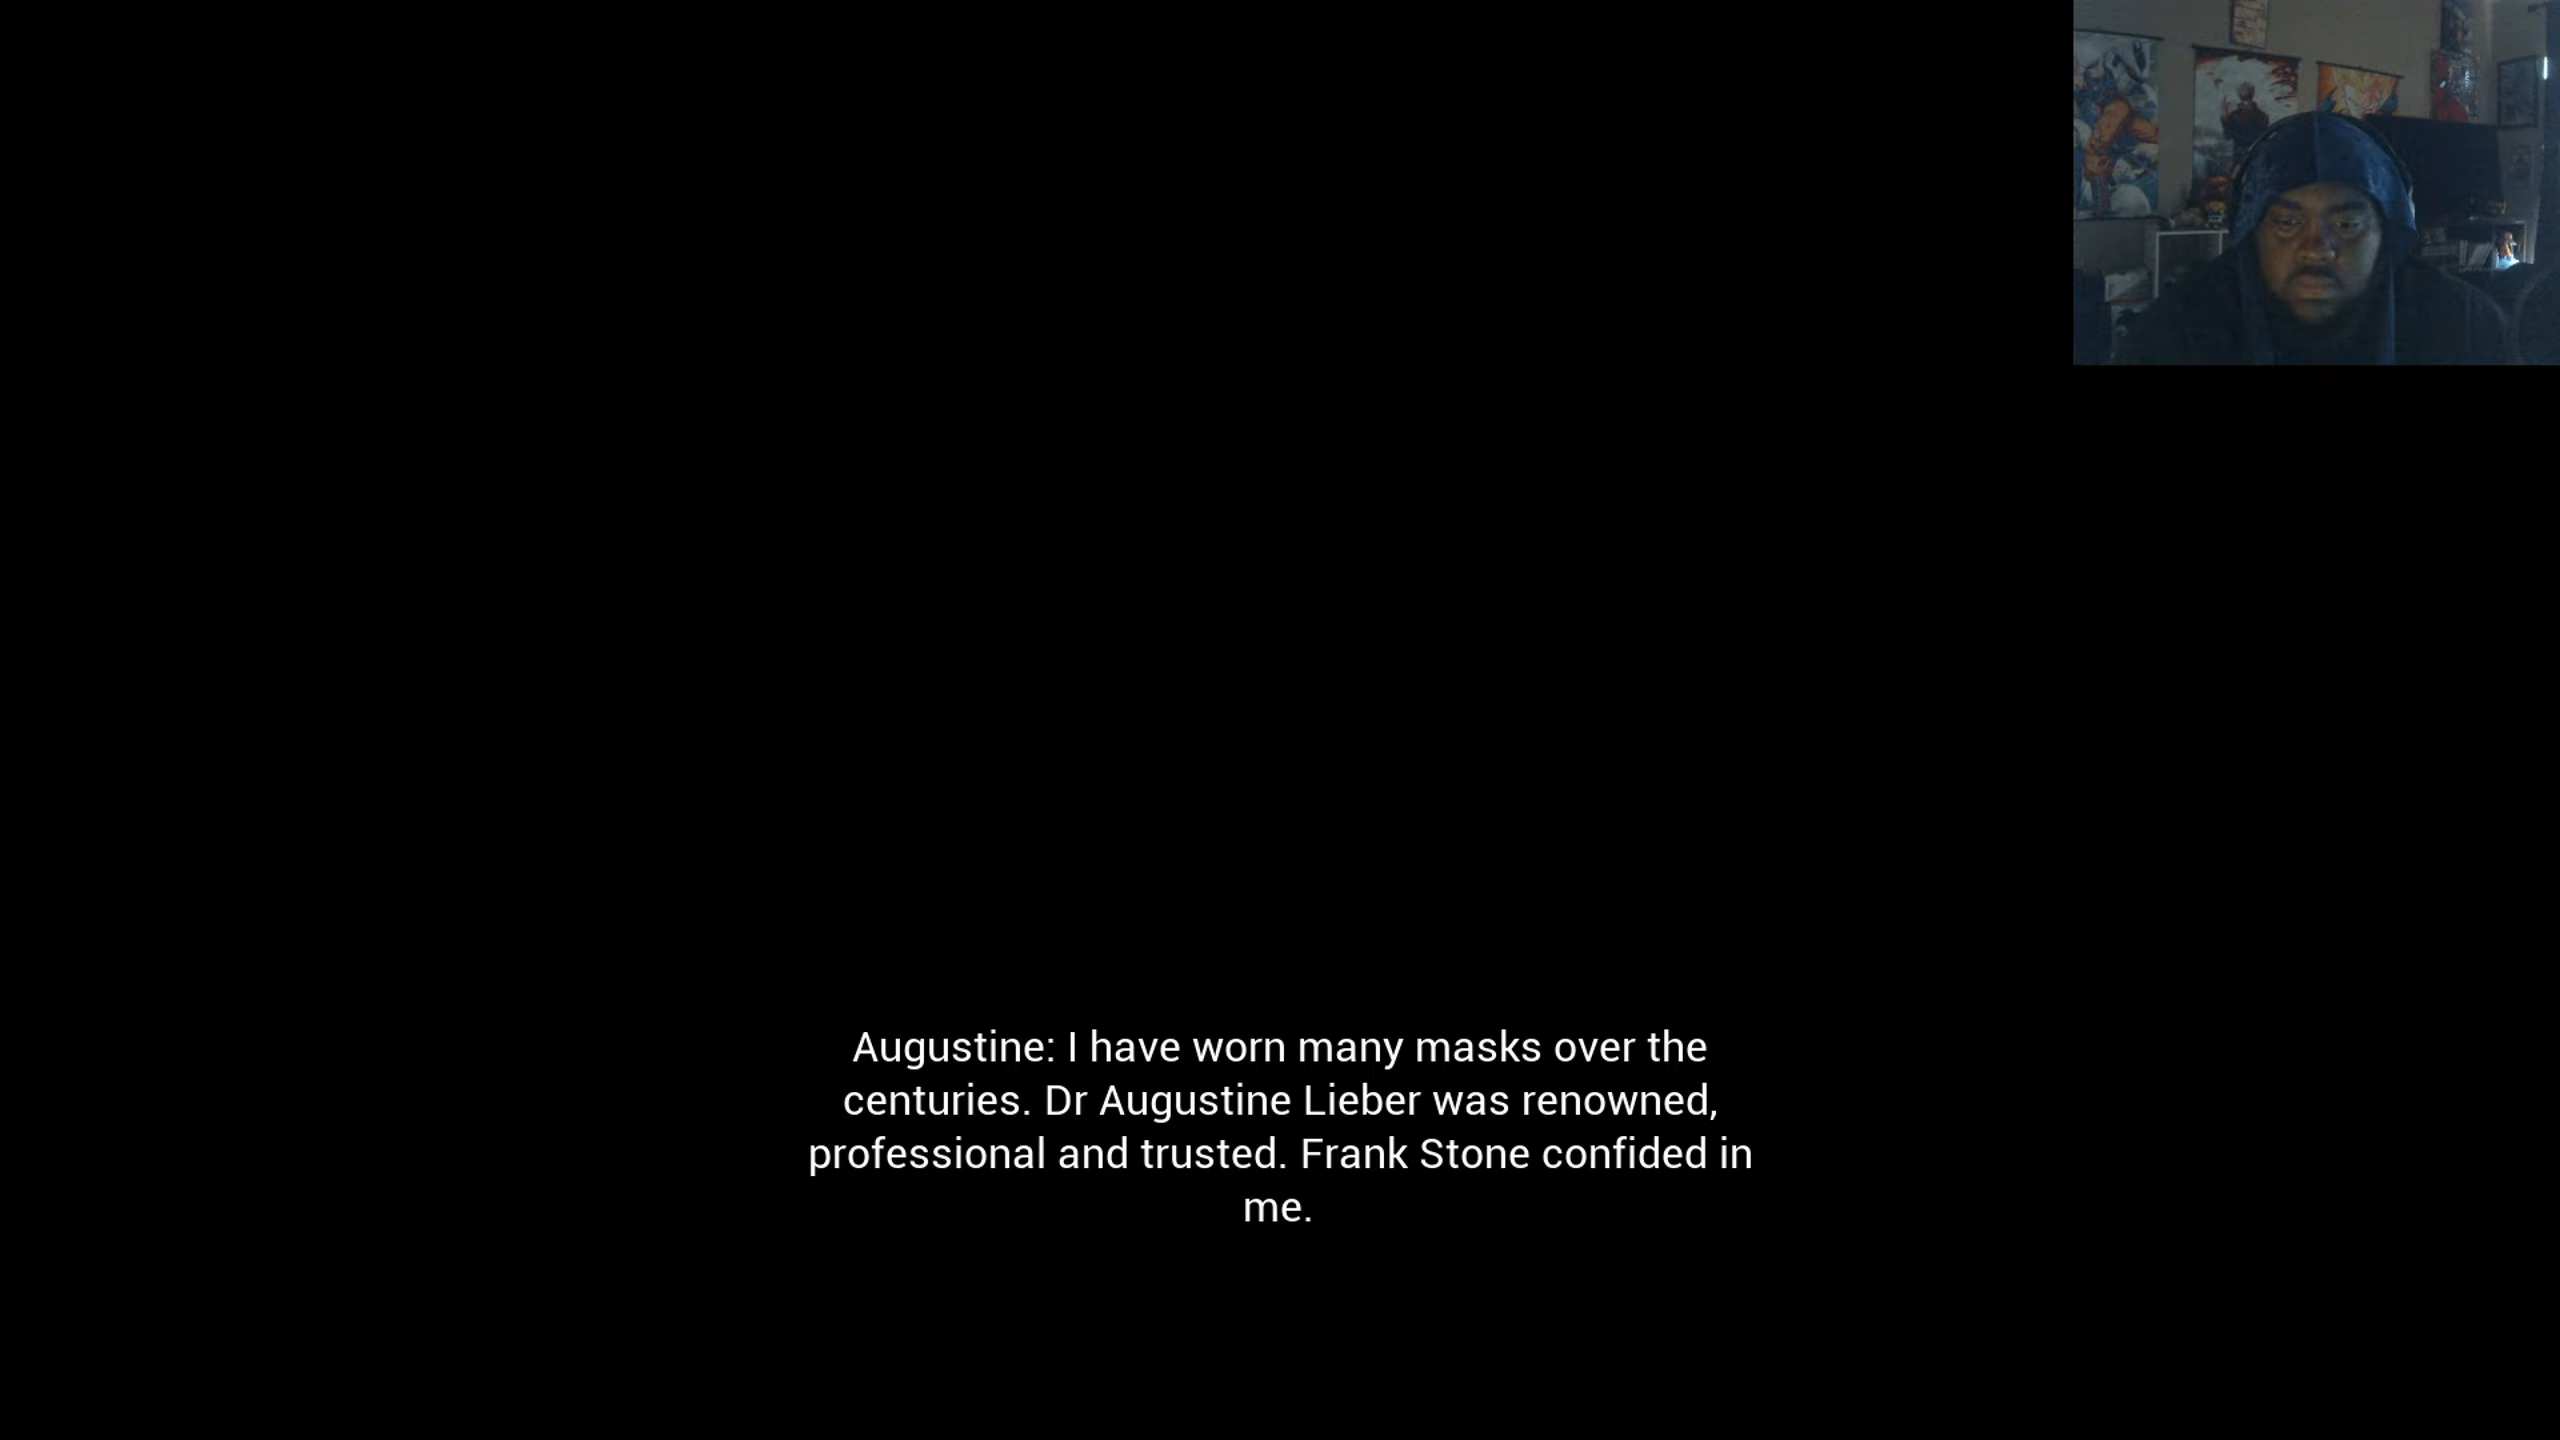 Augustine: I have worn many masks over the
centuries. Dr Augustine Lieber was renowned,
professional and trusted. Frank Stone confided in
me.